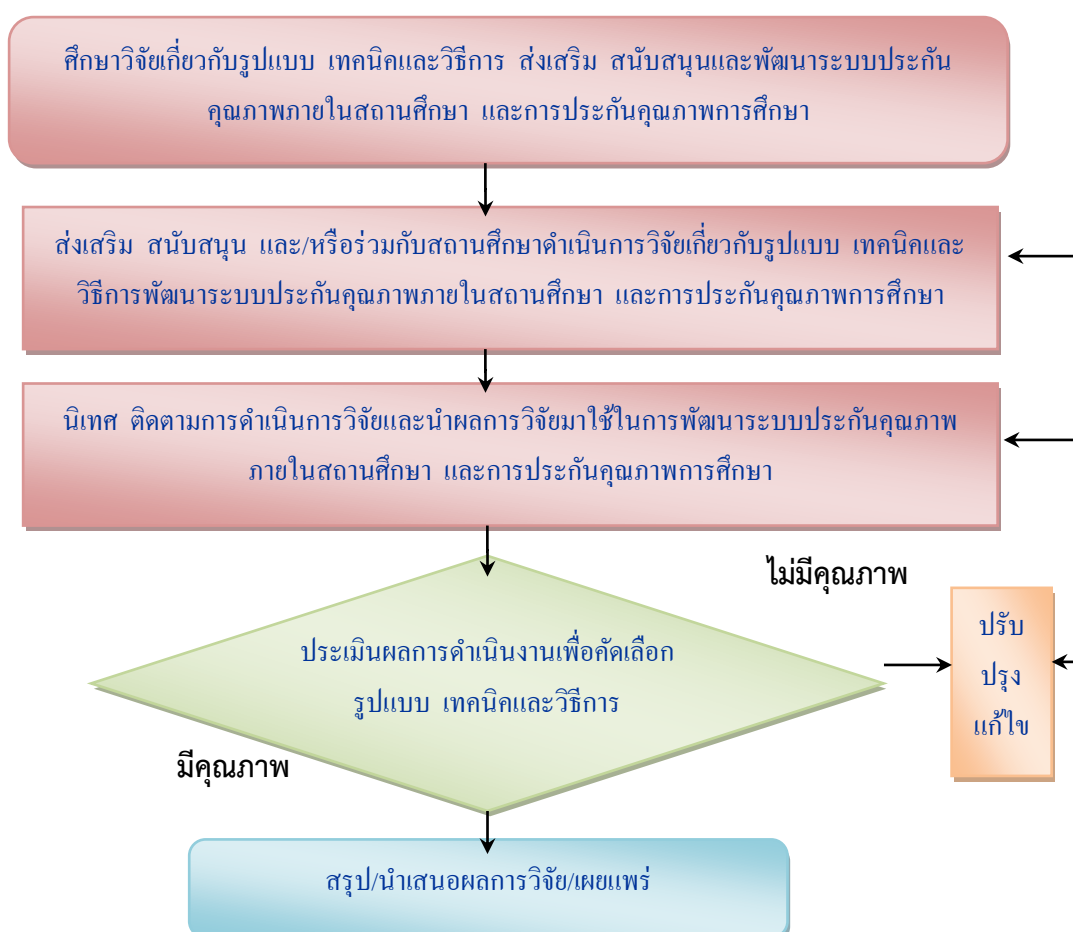 ศึกษาวิจัยเกี่ยวกับรูปแบบ เทคนิคและวิธีการ ส่งเสริม สนับสนุนและพัฒนาระบบประกัน
คุณภาพภายในสถานศึกษา และการประกันคุณภาพการศึกษา
ส่งเสริม สนับสนุน และ/หรือร่วมกับสถานศึกษาดำเนินการวิจัยเกี่ยวกับรูปแบบ เทคนิคและ
วิธีการพัฒนาระบบประกันคุณภาพภายในสถานศึกษา และการประกันคุณภาพการศึกษา
นิเทศ ติดตามการดำเนินการวิจัยและนำผลการวิจัยมาใช้ในการพัฒนาระบบประกันคุณภาพ
ภายในสถานศึกษา และการประกันคุณภาพการศึกษา
ไม่มีคุณภาพ
ประเมินผลการดำเนินงานเพื่อคัดเลือก
รูปแบบ เทคนิคและวิธีการ
ปรับ
ปรุง
แก้ไข
มีคุณภาพ
สรุป/นำเสนอผลการวิจัย/เผยแพร่